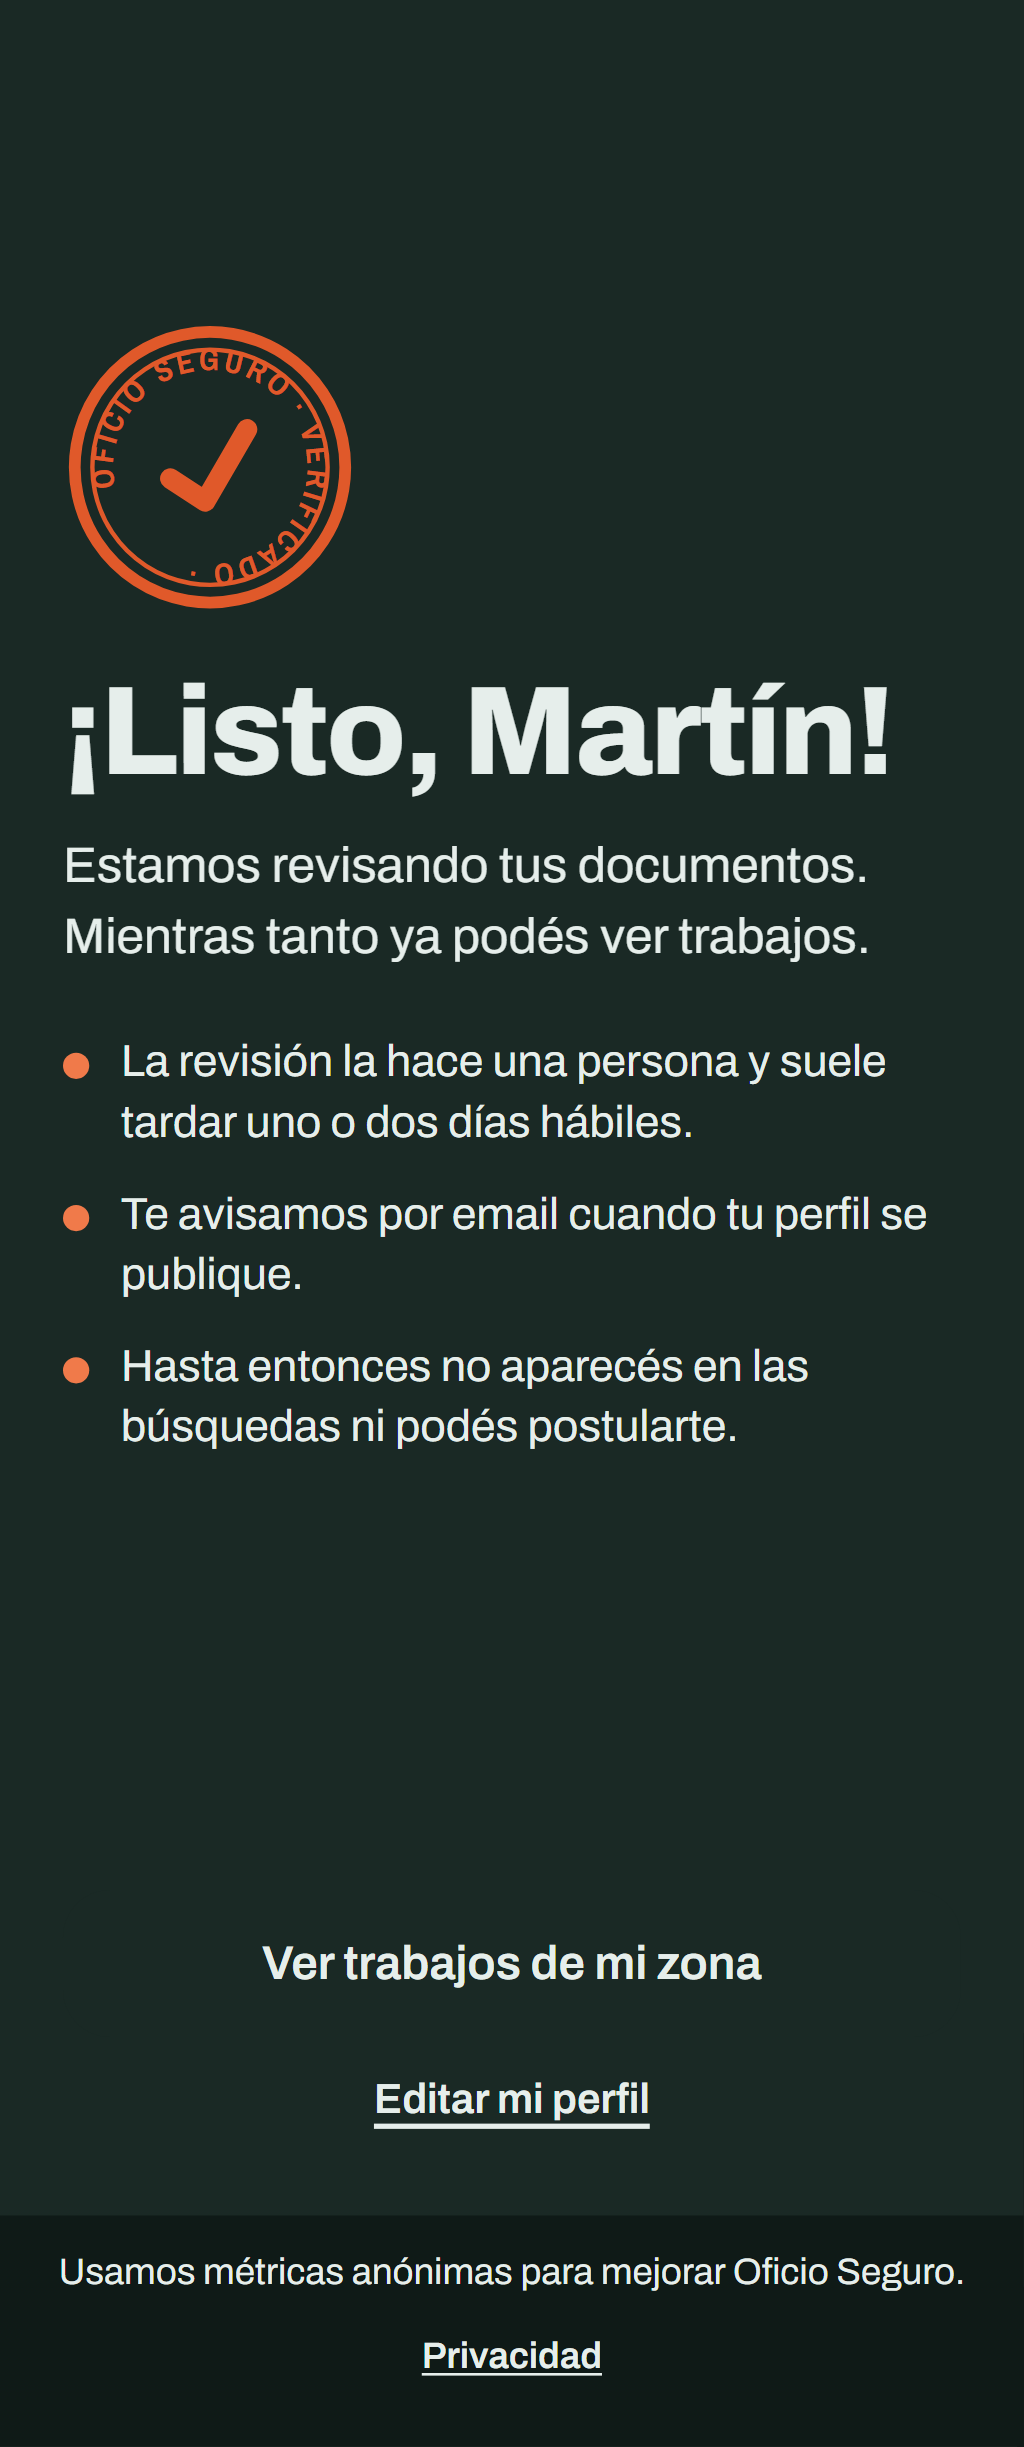 OFICIO SEGURO · VERIFICADO ·
¡Listo, Martín!
Estamos revisando tus documentos.
Mientras tanto ya podés ver trabajos.
La revisión la hace una persona y suele
tardar uno o dos días hábiles.
Te avisamos por email cuando tu perfil se
publique.
Hasta entonces no aparecés en las
búsquedas ni podés postularte.
Ver trabajos de mi zona
Editar mi perfil
Usamos métricas anónimas para mejorar Oficio Seguro.
Privacidad